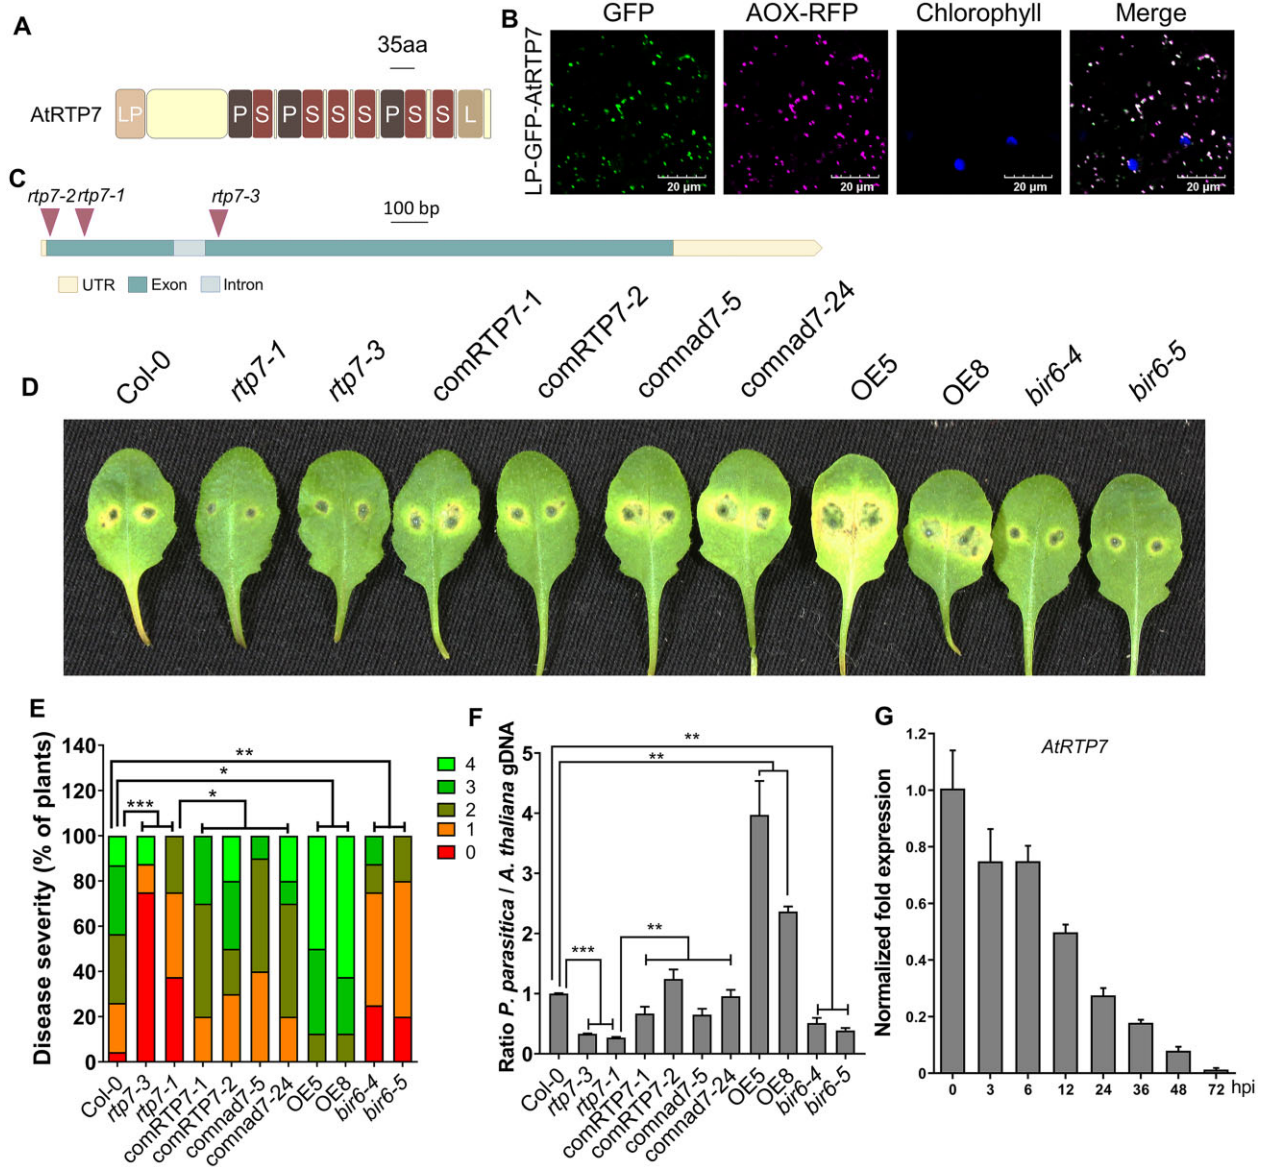 A
35aa
AtRTP7
LP
P S P S S S P S S L
B
GFP
AOX-RFP
Chlorophyll
Merge
LP-GFP-AtRTP7
20 µm
20 µm
20 µm
20 µm
C
rtp7-2 rtp7-1
rtp7-3
100 bp
UTR
Exon
Intron
D
Col-0
rtp7-1
rtp7-3
comRTP7-1
comRTP7-2
comnad7-5
comnad7-24
OE5
OE8
bir6-4
bir6-5
E
Disease severity (% of plants)
140
120
100
80
60
40
20
0
**
*
***
*
4
3
2
1
0
Col-0
rtp7-3
rtp7-1
comRTP7-1
comRTP7-2
comnad7-5
comnad7-24
OE5
OE8
bir6-4
bir6-5
F
Ratio P. parasitica / A. thaliana gDNA
5
4
3
2
1
0
**
**
***
**
Col-0
rtp7-3
rtp7-1
comRTP7-1
comRTP7-2
comnad7-5
comnad7-24
OE5
OE8
bir6-4
bir6-5
G
AtRTP7
Normalized fold expression
1.2
1.0
0.8
0.6
0.4
0.2
0
0 3 6 12 24 36 48 72 hpi